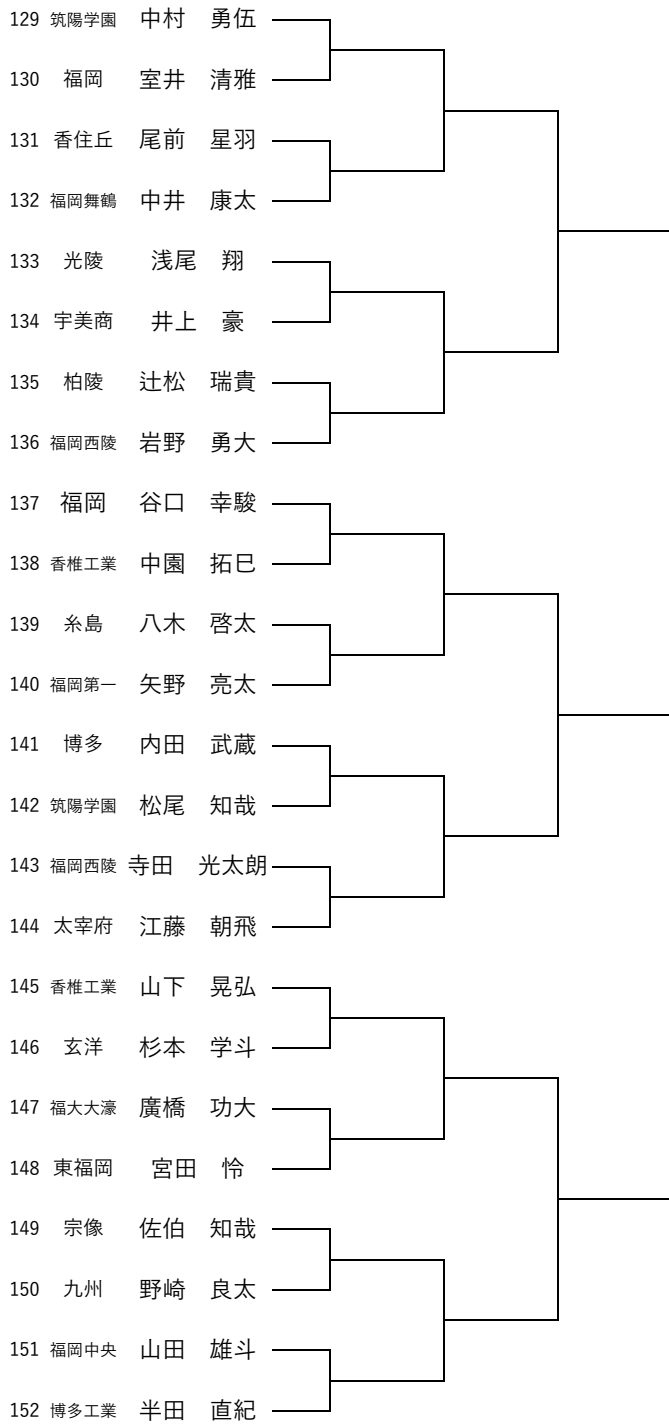 129 筑陽学園 中村　勇伍
130 福岡 室井　清雅
131 香住丘 尾前　星羽
132 福岡舞鶴 中井　康太
133 光陵 浅尾　翔
134 宇美商 井上　豪
135 柏陵 辻松　瑞貴
136 福岡西陵 岩野　勇大
137 福岡 谷口　幸駿
138 香椎工業 中園　拓巳
139 糸島 八木　啓太
140 福岡第一 矢野　亮太
141 博多 内田　武蔵
142 筑陽学園 松尾　知哉
143 福岡西陵 寺田　光太朗
144 太宰府 江藤　朝飛
145 香椎工業 山下　晃弘
146 玄洋 杉本　学斗
147 福大大濠 廣橋　功大
148 東福岡 宮田　怜
149 宗像 佐伯　知哉
150 九州 野崎　良太
151 福岡中央 山田　雄斗
152 博多工業 半田　直紀